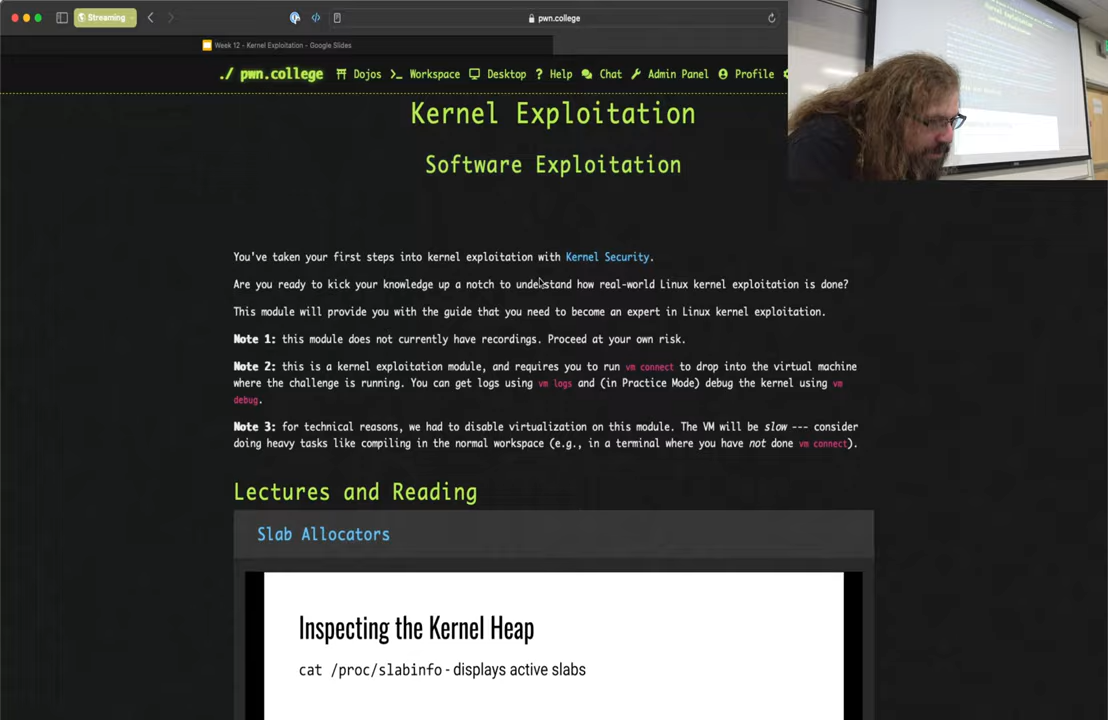 Streaming
pwn.college
Week 12 - Kernel Exploitation - Google Slides
./ pwn.college Dojos Workspace Desktop Help Chat Admin Panel Profile
Kernel Exploitation
Software Exploitation
You've taken your first steps into kernel exploitation with Kernel Security.
Are you ready to kick your knowledge up a notch to understand how real-world Linux kernel exploitation is done?
This module will provide you with the guide that you need to become an expert in Linux kernel exploitation.
Note 1: this module does not currently have recordings. Proceed at your own risk.
Note 2: this is a kernel exploitation module, and requires you to run vm connect to drop into the virtual machine
where the challenge is running. You can get logs using vm logs and (in Practice Mode) debug the kernel using vm
debug.
Note 3: for technical reasons, we had to disable virtualization on this module. The VM will be slow --- consider
doing heavy tasks like compiling in the normal workspace (e.g., in a terminal where you have not done vm connect).
Lectures and Reading
Slab Allocators
Inspecting the Kernel Heap
cat /proc/slabinfo - displays active slabs